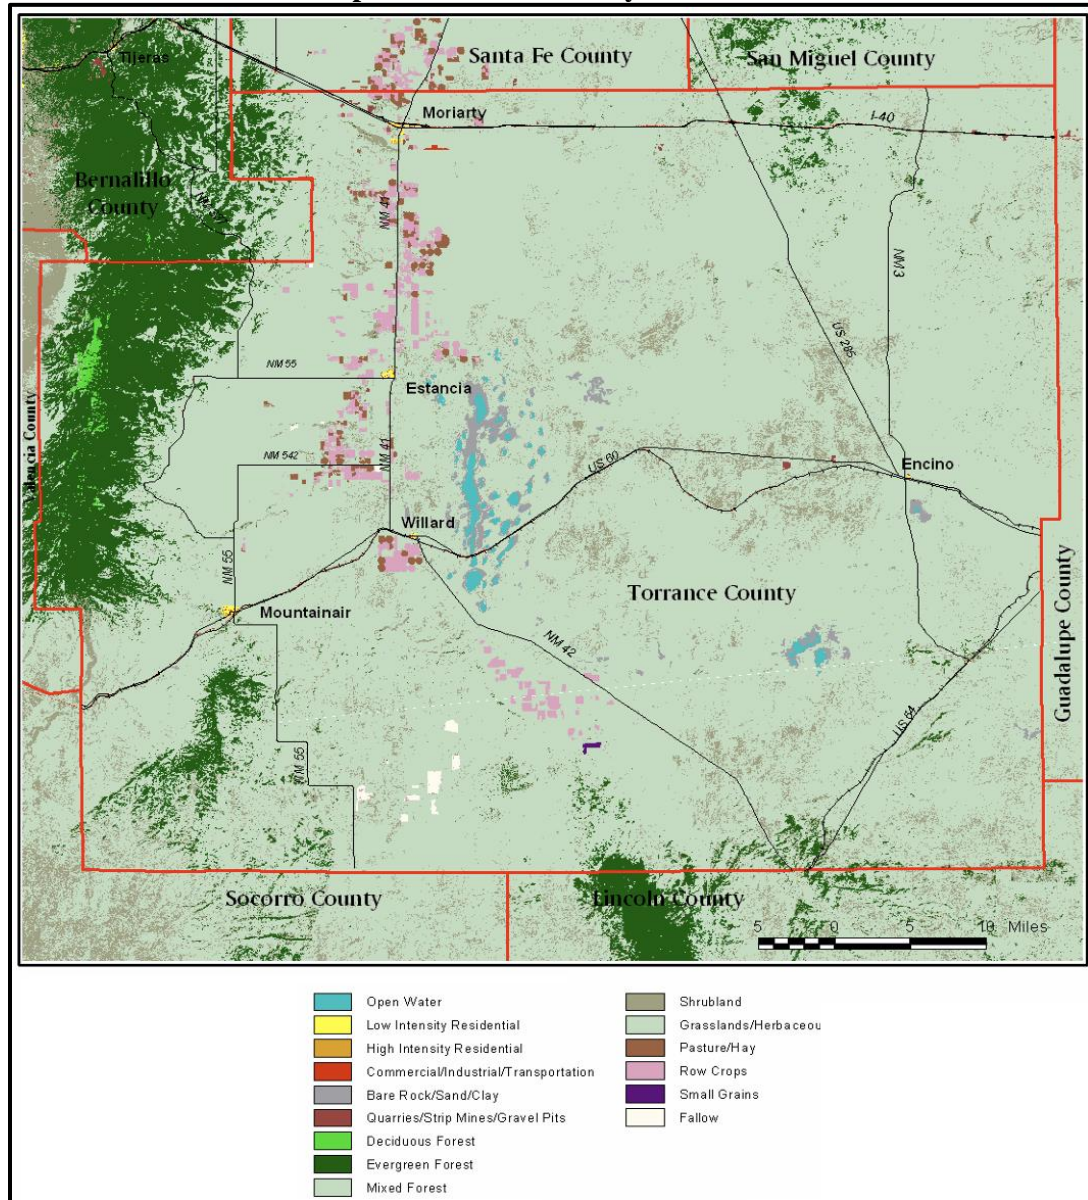 Santa Fe County
San Miguel County
Tijeras
Moriarty
I-40
Bernalillo
County
NM 41
NM 3
US 285
NM 55
Estancia
NM 41
NM 542
US 60
Encino
Willard
NM 55
Torrance County
Mountainair
NM 42
Guadalupe County
US 54
NM 55
Socorro County
Lincoln County
5 0 5 10 Miles
Open Water
Low Intensity Residential
High Intensity Residential
Commercial/Industrial/Transportation
Bare Rock/Sand/Clay
Quarries/Strip Mines/Gravel Pits
Deciduous Forest
Evergreen Forest
Mixed Forest
Shrubland
Grasslands/Herbaceou
Pasture/Hay
Row Crops
Small Grains
Fallow